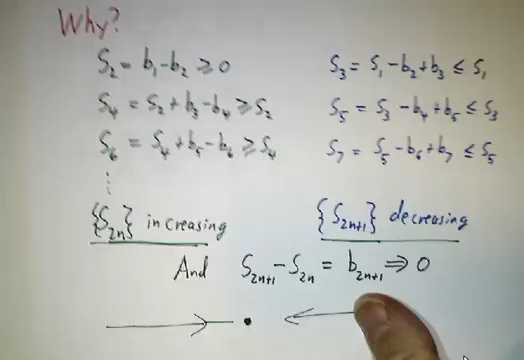 Why?
S₂ = b₁ - b₂ ≥ 0
S₄ = S₂ + b₃ - b₄ ≥ S₂
S₆ = S₄ + b₅ - b₆ ≥ S₄
⋮
{S₂ₙ} increasing
S₃ = S₁ - b₂ + b₃ ≤ S₁
S₅ = S₃ - b₄ + b₅ ≤ S₃
S₇ = S₅ - b₆ + b₇ ≤ S₅
{S₂ₙ₊₁} decreasing
And S₂ₙ₊₁ - S₂ₙ = b₂ₙ₊₁ ⇒ 0